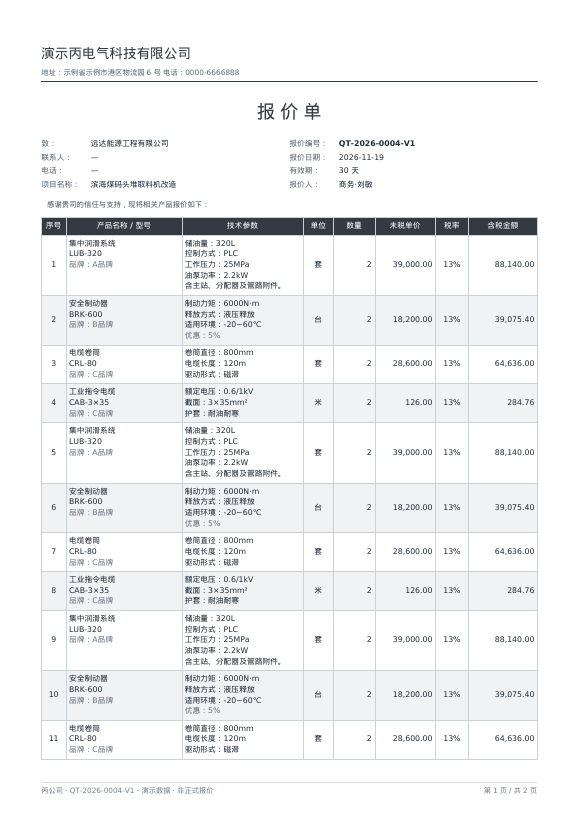 演示丙电气科技有限公司
地址：示例省示例市港区物流园 6 号 电话：0000-6666888
报 价 单
致： 远达能源工程有限公司 报价编号： QT-2026-0004-V1
联系人： — 报价日期： 2026-11-19
电话： — 有效期： 30 天
项目名称： 滨海煤码头堆取料机改造 报价人： 商务·刘敏
感谢贵司的信任与支持，现将相关产品报价如下：
序号 产品名称 / 型号 技术参数 单位 数量 未税单价 税率 含税金额
集中润滑系统 储油量：320L
LUB-320 控制方式：PLC
1 品牌：A品牌 工作压力：25MPa 套 2 39,000.00 13% 88,140.00
油泵功率：2.2kW
含主站、分配器及管路附件。
安全制动器 制动力矩：6000N·m
BRK-600 释放方式：液压释放
2 品牌：B品牌 适用环境：-20~60℃ 台 2 18,200.00 13% 39,075.40
优惠：5%
电缆卷筒 卷筒直径：800mm
3 CRL-80 电缆长度：120m 套 2 28,600.00 13% 64,636.00
品牌：C品牌 驱动形式：磁滞
工业指令电缆 额定电压：0.6/1kV
4 CAB-3×35 截面：3×35mm² 米 2 126.00 13% 284.76
品牌：C品牌 护套：耐油耐寒
集中润滑系统 储油量：320L
LUB-320 控制方式：PLC
5 品牌：A品牌 工作压力：25MPa 套 2 39,000.00 13% 88,140.00
油泵功率：2.2kW
含主站、分配器及管路附件。
安全制动器 制动力矩：6000N·m
BRK-600 释放方式：液压释放
6 品牌：B品牌 适用环境：-20~60℃ 台 2 18,200.00 13% 39,075.40
优惠：5%
电缆卷筒 卷筒直径：800mm
7 CRL-80 电缆长度：120m 套 2 28,600.00 13% 64,636.00
品牌：C品牌 驱动形式：磁滞
工业指令电缆 额定电压：0.6/1kV
8 CAB-3×35 截面：3×35mm² 米 2 126.00 13% 284.76
品牌：C品牌 护套：耐油耐寒
集中润滑系统 储油量：320L
LUB-320 控制方式：PLC
9 品牌：A品牌 工作压力：25MPa 套 2 39,000.00 13% 88,140.00
油泵功率：2.2kW
含主站、分配器及管路附件。
安全制动器 制动力矩：6000N·m
BRK-600 释放方式：液压释放
10 品牌：B品牌 适用环境：-20~60℃ 台 2 18,200.00 13% 39,075.40
优惠：5%
电缆卷筒 卷筒直径：800mm
11 CRL-80 电缆长度：120m 套 2 28,600.00 13% 64,636.00
品牌：C品牌 驱动形式：磁滞
丙公司 · QT-2026-0004-V1 · 演示数据 · 非正式报价 第 1 页 / 共 2 页